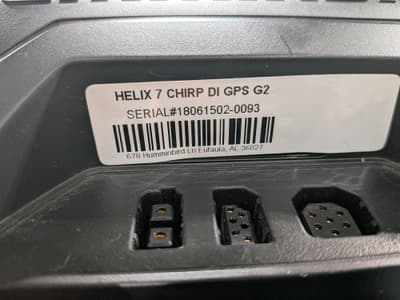 HELIX 7 CHIRP DI GPS G2
SERIAL#18061502-0093
678 Humminbird Ln Eufaula, AL 36027